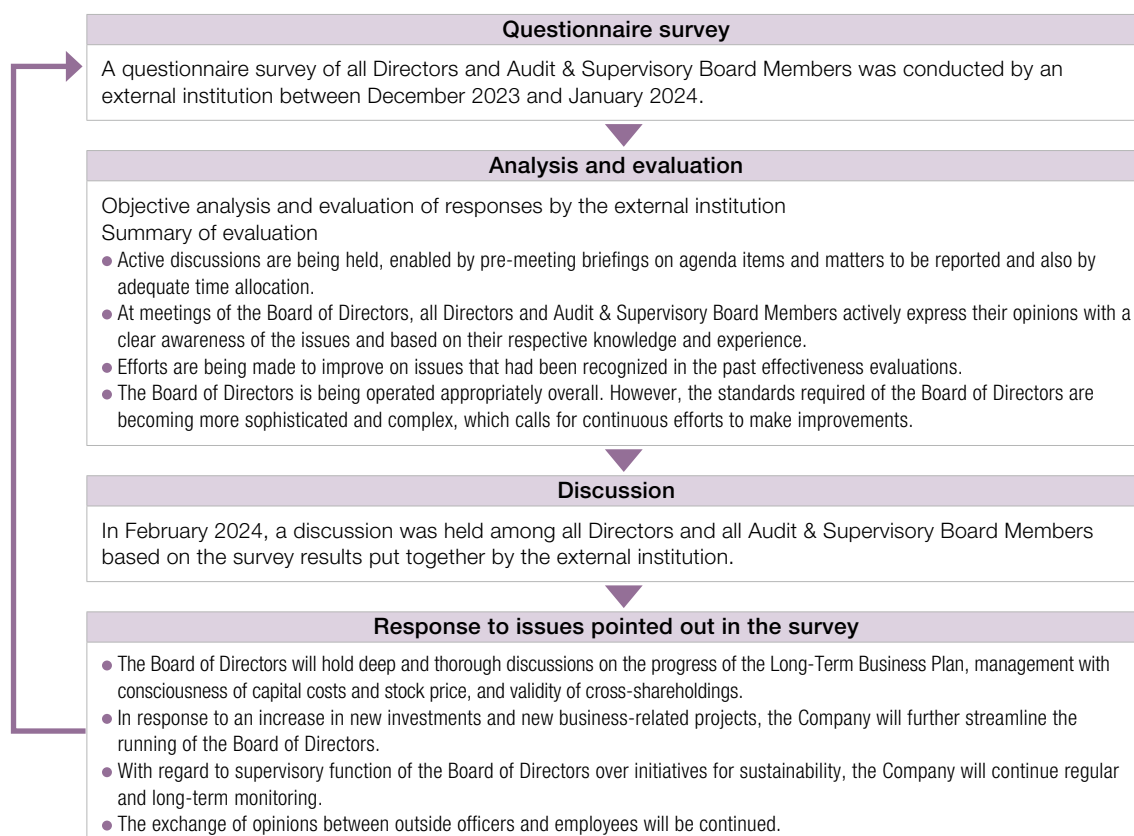 Questionnaire survey
A questionnaire survey of all Directors and Audit & Supervisory Board Members was conducted by an
external institution between December 2023 and January 2024.
Analysis and evaluation
Objective analysis and evaluation of responses by the external institution
Summary of evaluation
● Active discussions are being held, enabled by pre-meeting briefings on agenda items and matters to be reported and also by
adequate time allocation.
● At meetings of the Board of Directors, all Directors and Audit & Supervisory Board Members actively express their opinions with a
clear awareness of the issues and based on their respective knowledge and experience.
● Efforts are being made to improve on issues that had been recognized in the past effectiveness evaluations.
● The Board of Directors is being operated appropriately overall. However, the standards required of the Board of Directors are
becoming more sophisticated and complex, which calls for continuous efforts to make improvements.
Discussion
In February 2024, a discussion was held among all Directors and all Audit & Supervisory Board Members
based on the survey results put together by the external institution.
Response to issues pointed out in the survey
● The Board of Directors will hold deep and thorough discussions on the progress of the Long-Term Business Plan, management with
consciousness of capital costs and stock price, and validity of cross-shareholdings.
● In response to an increase in new investments and new business-related projects, the Company will further streamline the
running of the Board of Directors.
● With regard to supervisory function of the Board of Directors over initiatives for sustainability, the Company will continue regular
and long-term monitoring.
● The exchange of opinions between outside officers and employees will be continued.